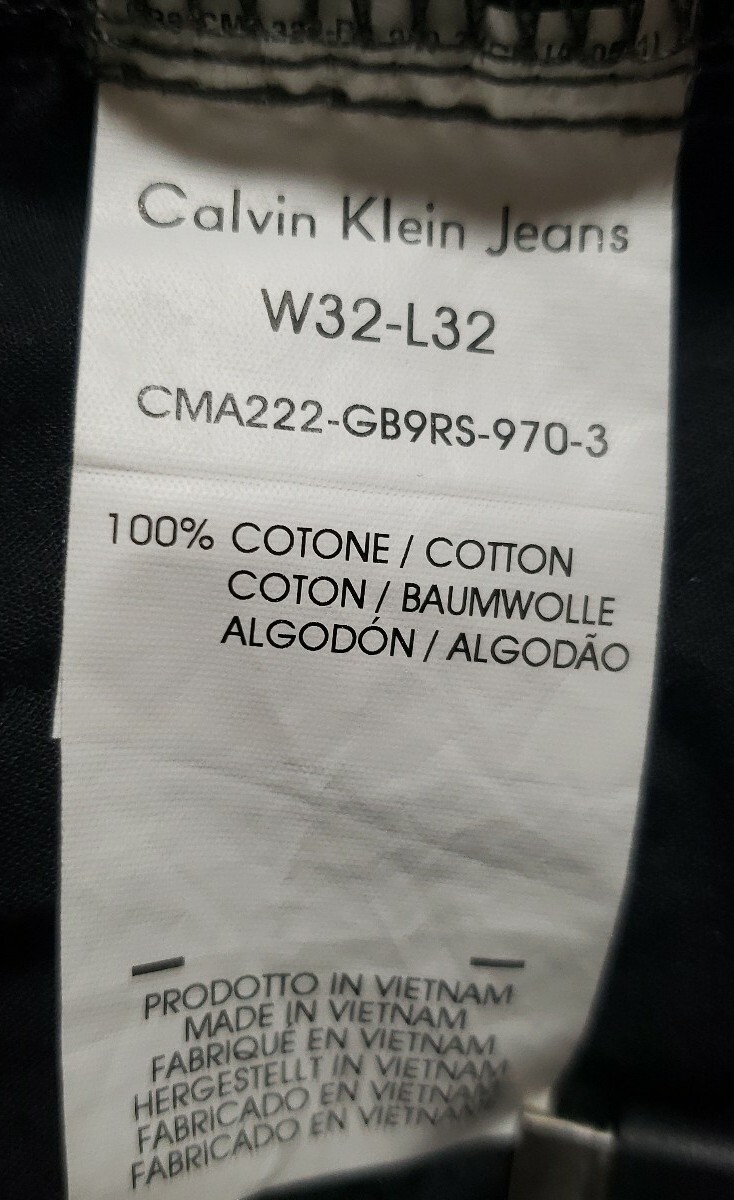 Calvin Klein Jeans
W32-L32
CMA222-GB9RS-970-3
100% COTONE / COTTON
COTON / BAUMWOLLE
ALGODÓN / ALGODÃO
PRODOTTO IN VIETNAM
MADE IN VIETNAM
FABRIQUÉ EN VIETNAM
HERGESTELLT IN VIETNAM
FABRICADO EN VIETNAM
FABRICADO EN VIETNAM